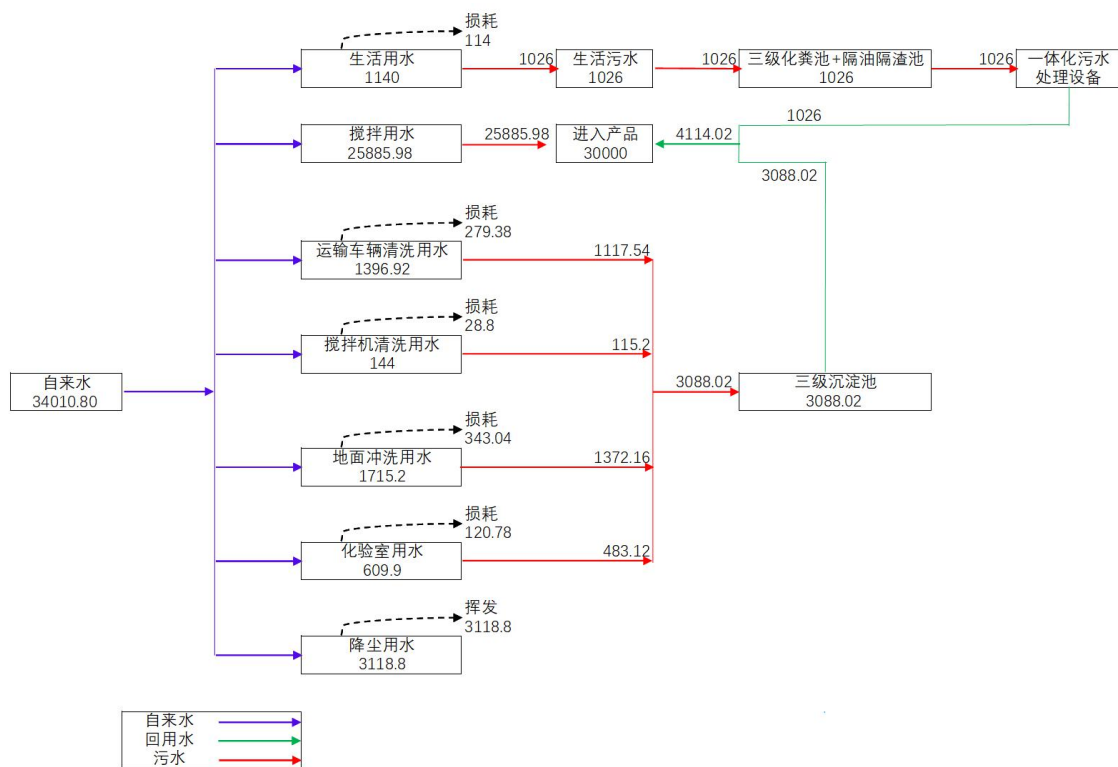 损耗
114
生活用水
1140
1026
生活污水
1026
1026
三级化粪池+隔油隔渣池
1026
1026
一体化污水
处理设备
1026
搅拌用水
25885.98
25885.98
进入产品
30000
4114.02
3088.02
损耗
279.38
运输车辆清洗用水
1396.92
1117.54
损耗
28.8
搅拌机清洗用水
144
115.2
自来水
34010.80
3088.02
三级沉淀池
3088.02
损耗
343.04
地面冲洗用水
1715.2
1372.16
损耗
120.78
化验室用水
609.9
483.12
挥发
3118.8
降尘用水
3118.8
自来水
回用水
污水